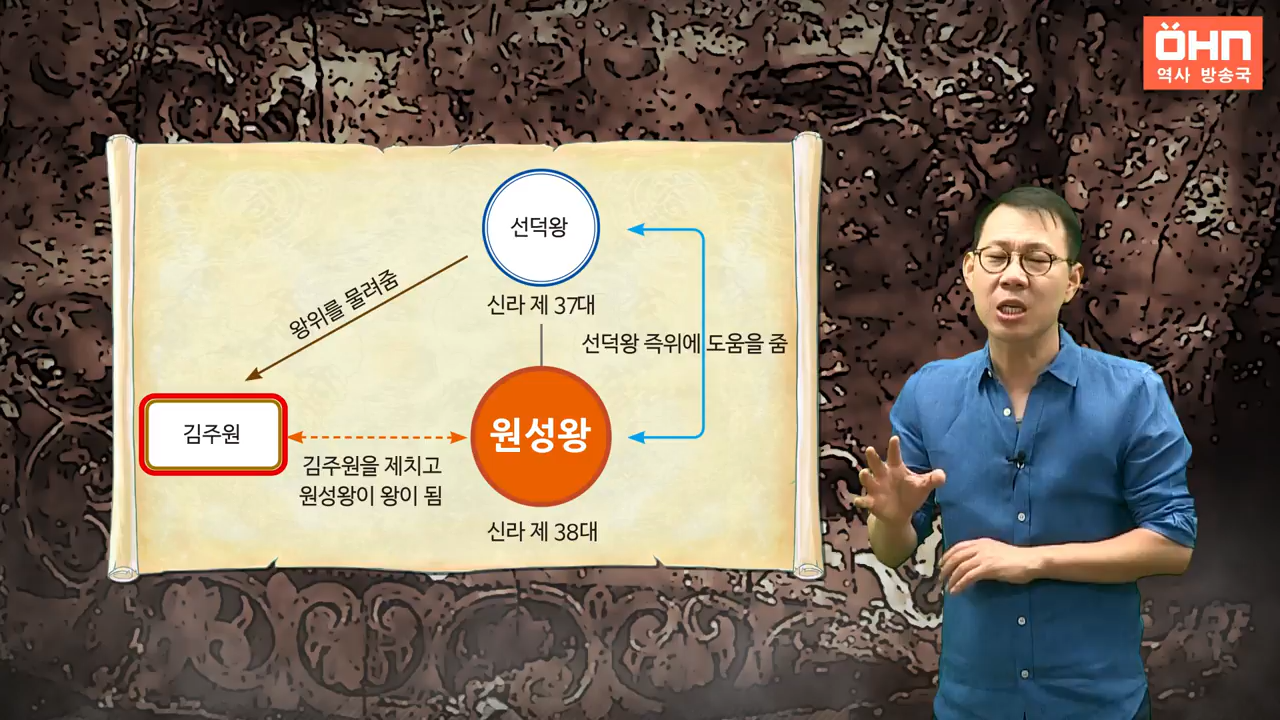 ÖHN
역사 방송국
선덕왕
신라 제 37대
왕위를 물려줌
선덕왕 즉위에 도움을 줌
김주원
원성왕
김주원을 제치고
원성왕이 왕이 됨
신라 제 38대